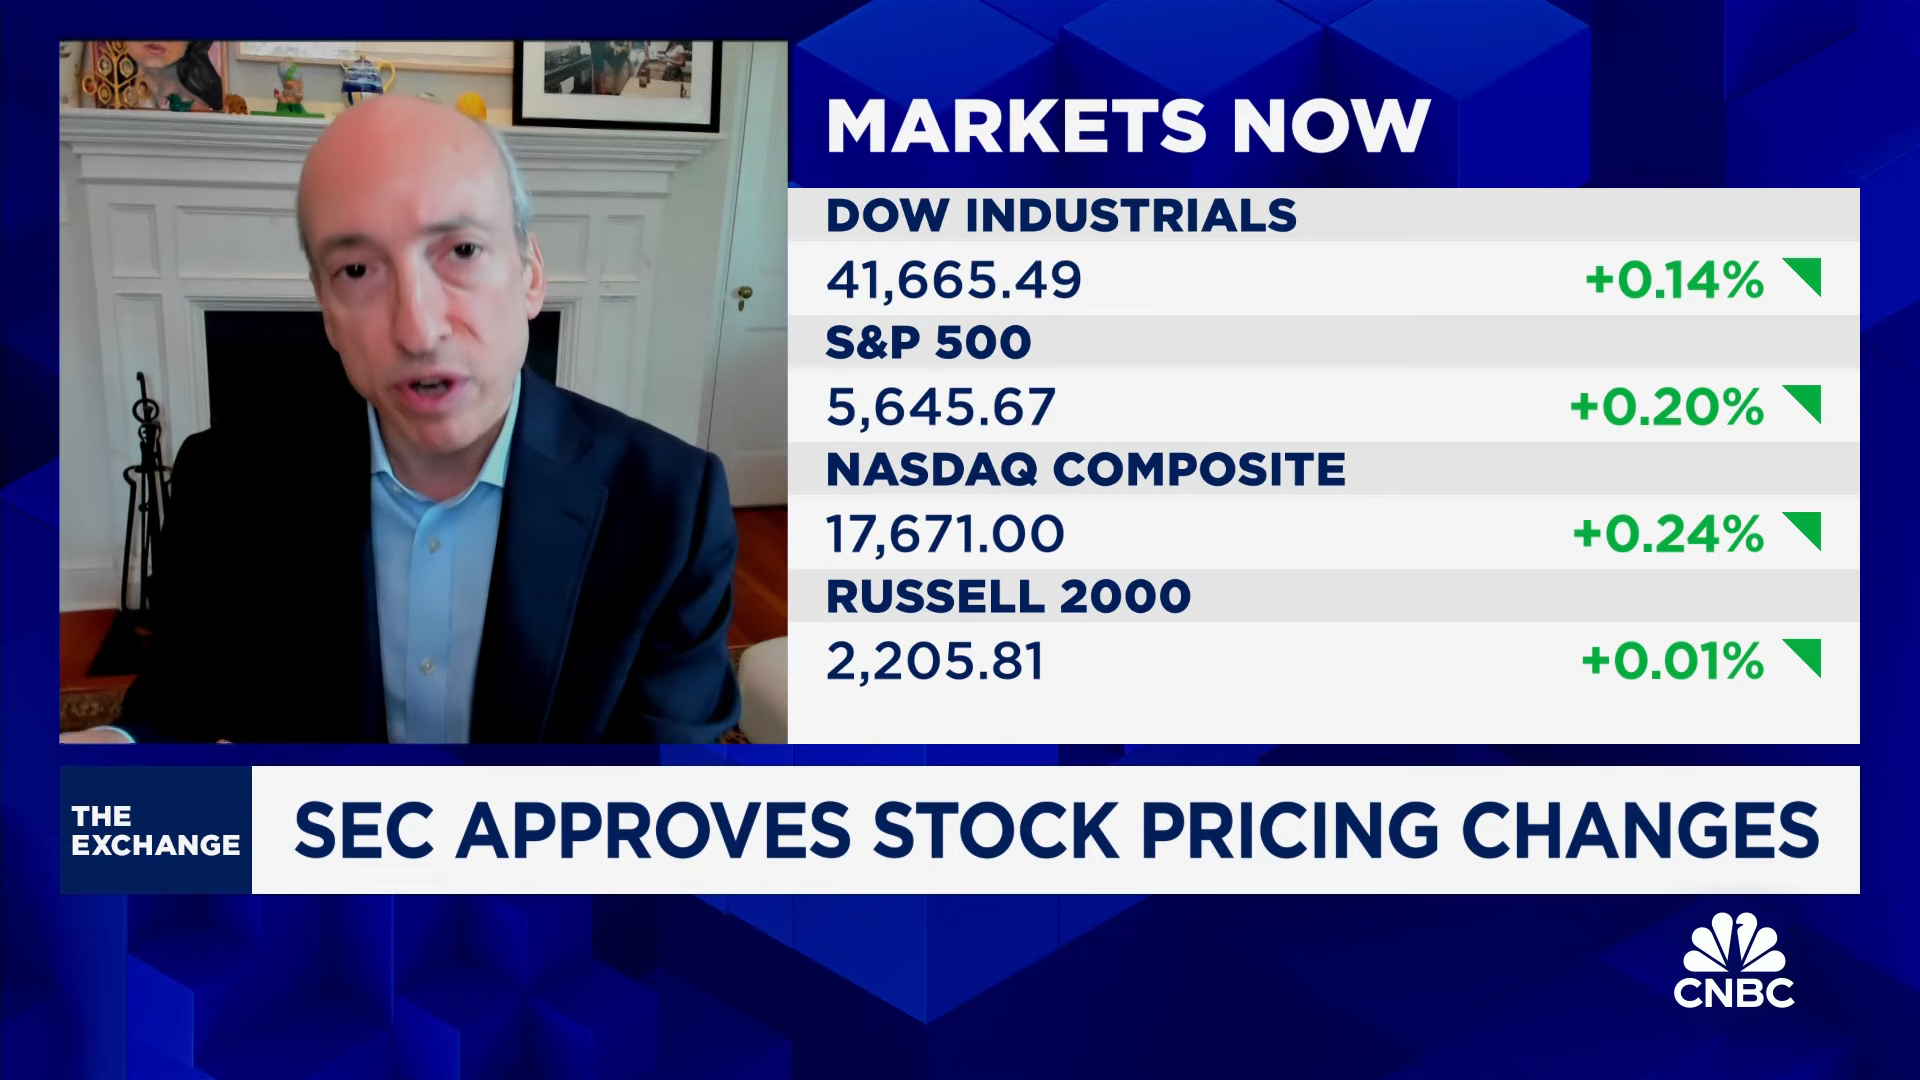 MARKETS NOW
DOW INDUSTRIALS
41,665.49 +0.14%
S&P 500
5,645.67 +0.20%
NASDAQ COMPOSITE
17,671.00 +0.24%
RUSSELL 2000
2,205.81 +0.01%
THE
EXCHANGE
SEC APPROVES STOCK PRICING CHANGES
CNBC